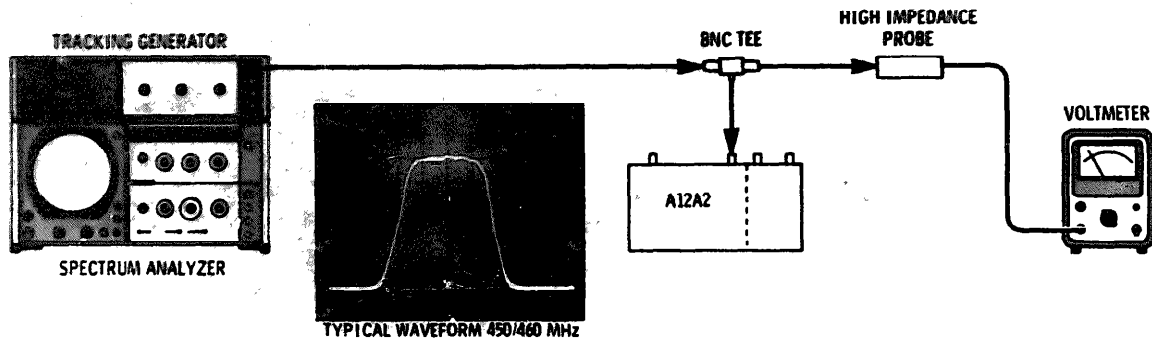 TRACKING GENERATOR
SPECTRUM ANALYZER
TYPICAL WAVEFORM 450/460 MHz
BNC TEE
A12A2
HIGH IMPEDANCE
PROBE
VOLTMETER